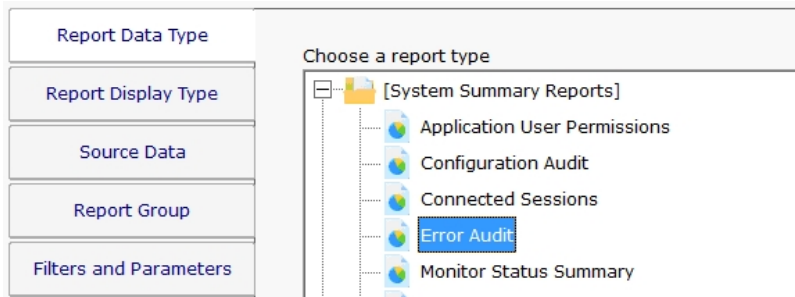 Report Data Type
Report Display Type
Source Data
Report Group
Filters and Parameters
Choose a report type
[System Summary Reports]
Application User Permissions
Configuration Audit
Connected Sessions
Error Audit
Monitor Status Summary